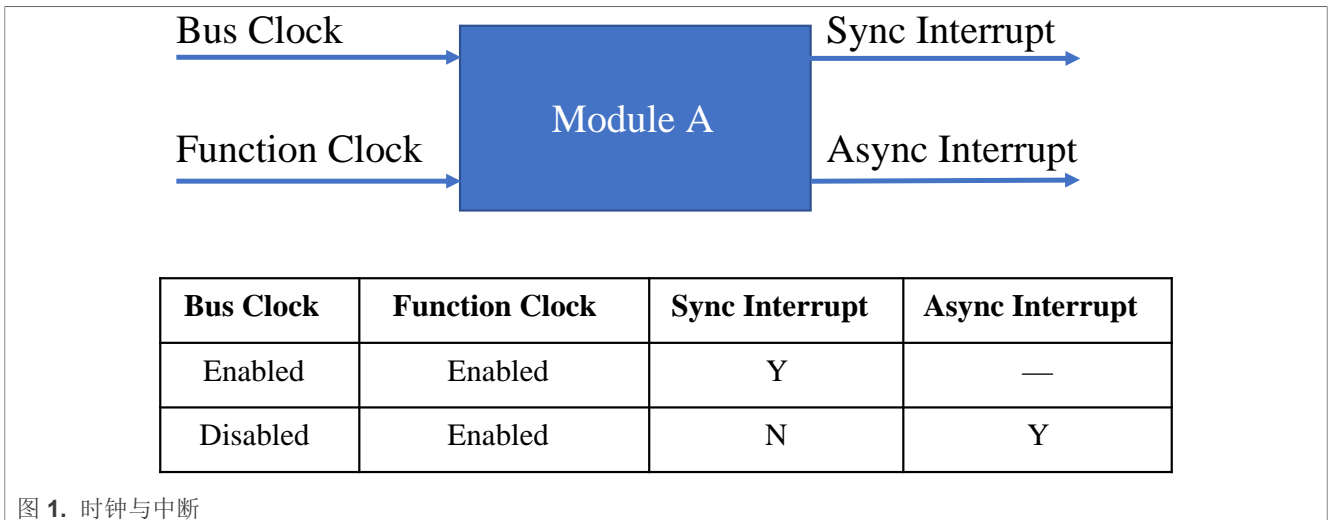 Bus Clock
Sync Interrupt
Module A
Function Clock
Async Interrupt
Bus Clock Function Clock Sync Interrupt Async Interrupt
Enabled Enabled Y —
Disabled Enabled N Y
图 1. 时钟与中断